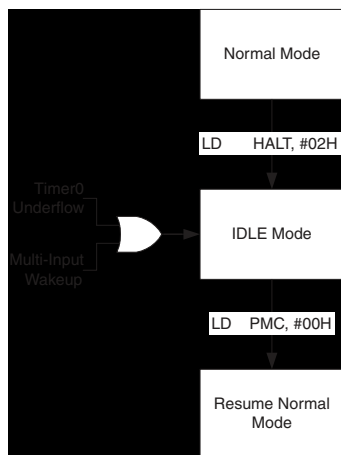 Normal Mode
LD HALT, #02H
Timer0
Underflow
IDLE Mode
Multi-Input
Wakeup
LD PMC, #00H
Resume Normal
Mode